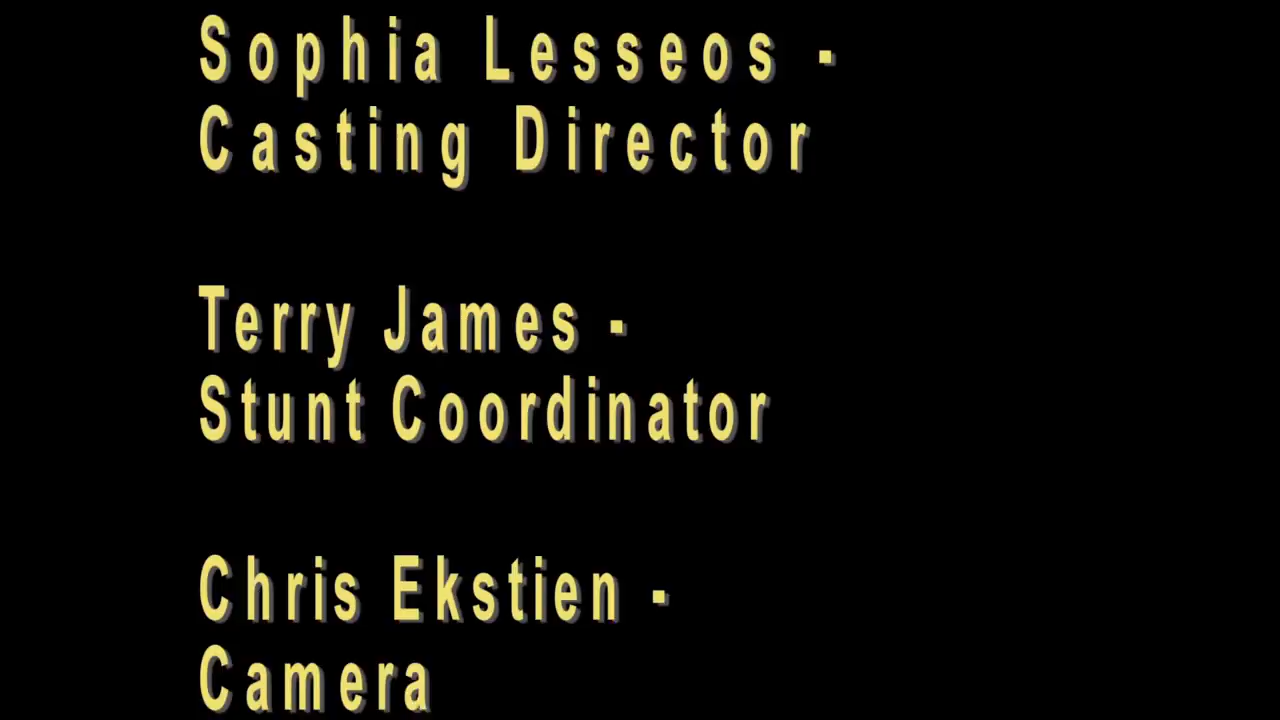 Sophia Lesseos -
Casting Director
Terry James -
Stunt Coordinator
Chris Ekstien -
Camera